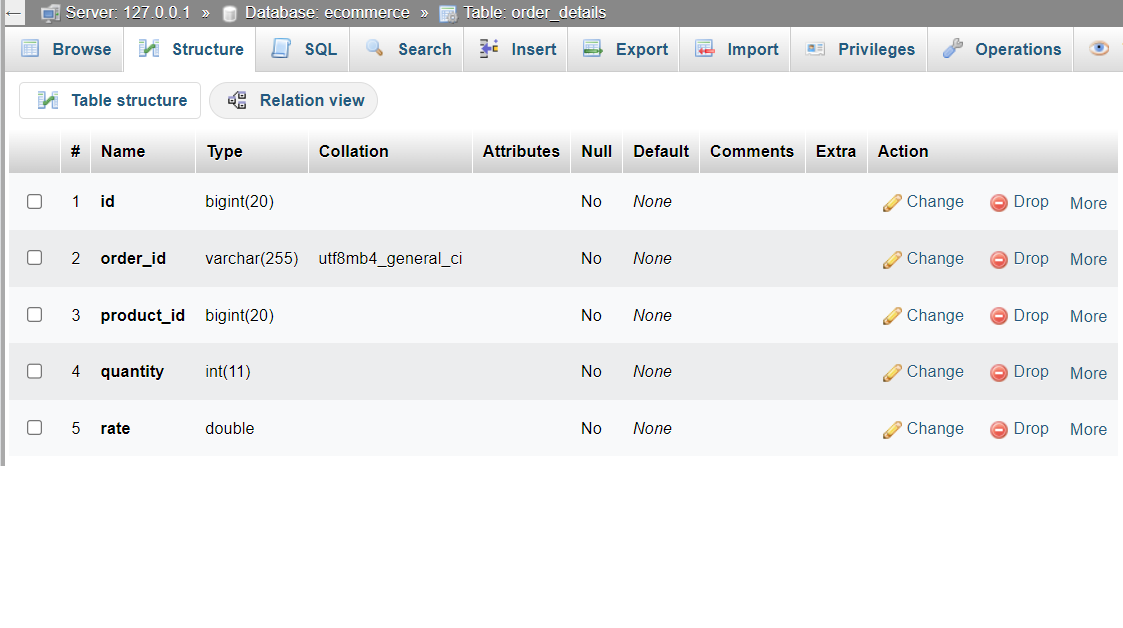 Server: 127.0.0.1 » Database: ecommerce » Table: order_details
Browse Structure SQL Search Insert Export Import Privileges Operations
Table structure Relation view
# Name Type Collation Attributes Null Default Comments Extra Action
1 id bigint(20) No None Change Drop More
2 order_id varchar(255) utf8mb4_general_ci No None Change Drop More
3 product_id bigint(20) No None Change Drop More
4 quantity int(11) No None Change Drop More
5 rate double No None Change Drop More